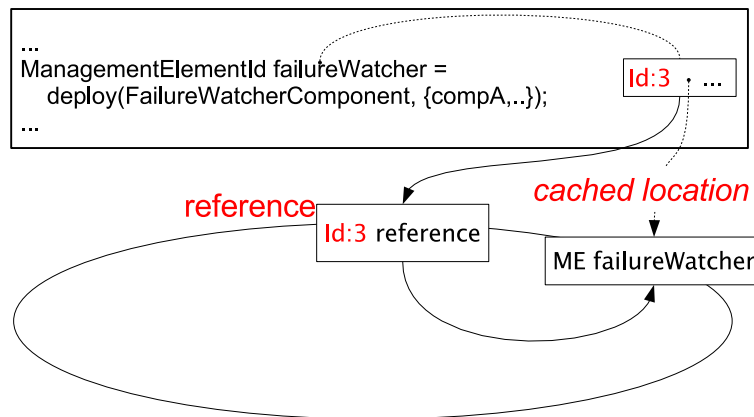 ...
ManagementElementId failureWatcher =
deploy(FailureWatcherComponent, {compA,..});
...
Id:3 · ...
reference
cached location
Id:3 reference
ME failureWatcher